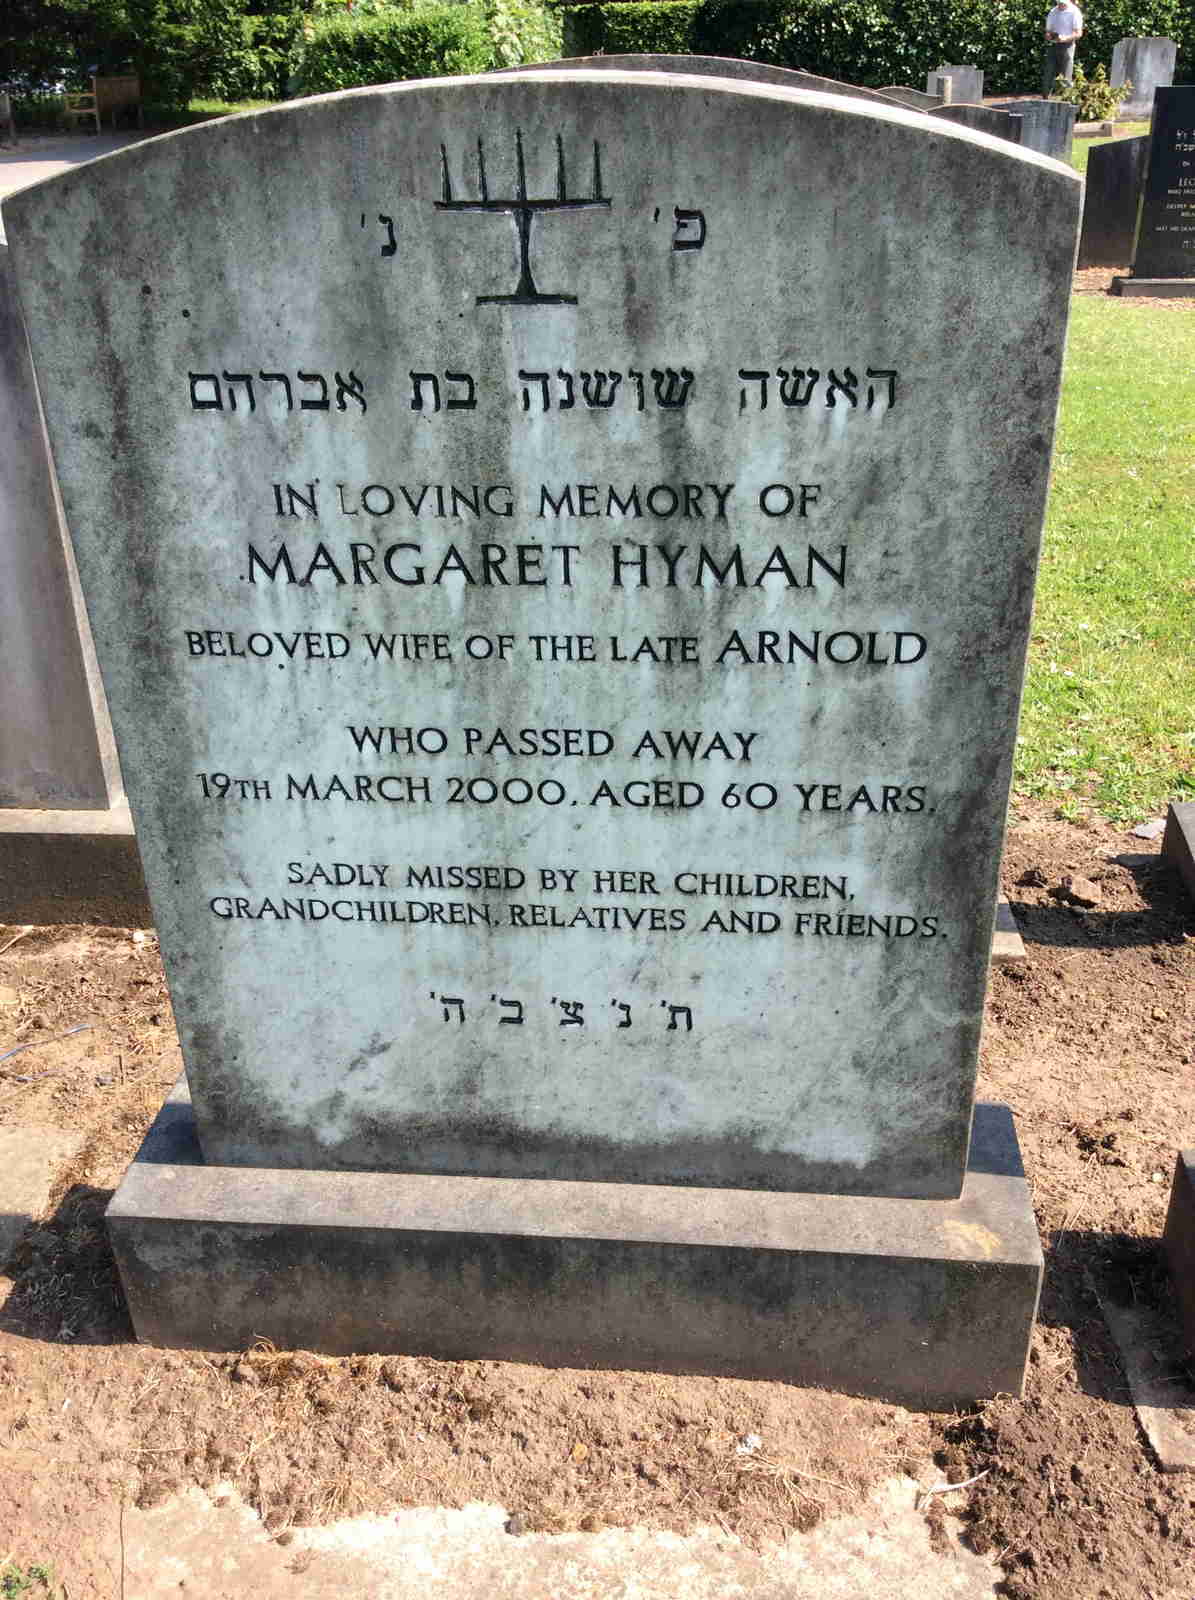 פ' נ'
האשה שושנה בת אברהם
IN LOVING MEMORY OF
MARGARET HYMAN
BELOVED WIFE OF THE LATE ARNOLD
WHO PASSED AWAY
19TH MARCH 2000, AGED 60 YEARS.
SADLY MISSED BY HER CHILDREN,
GRANDCHILDREN, RELATIVES AND FRIENDS.
ת' נ' צ' ב' ה'